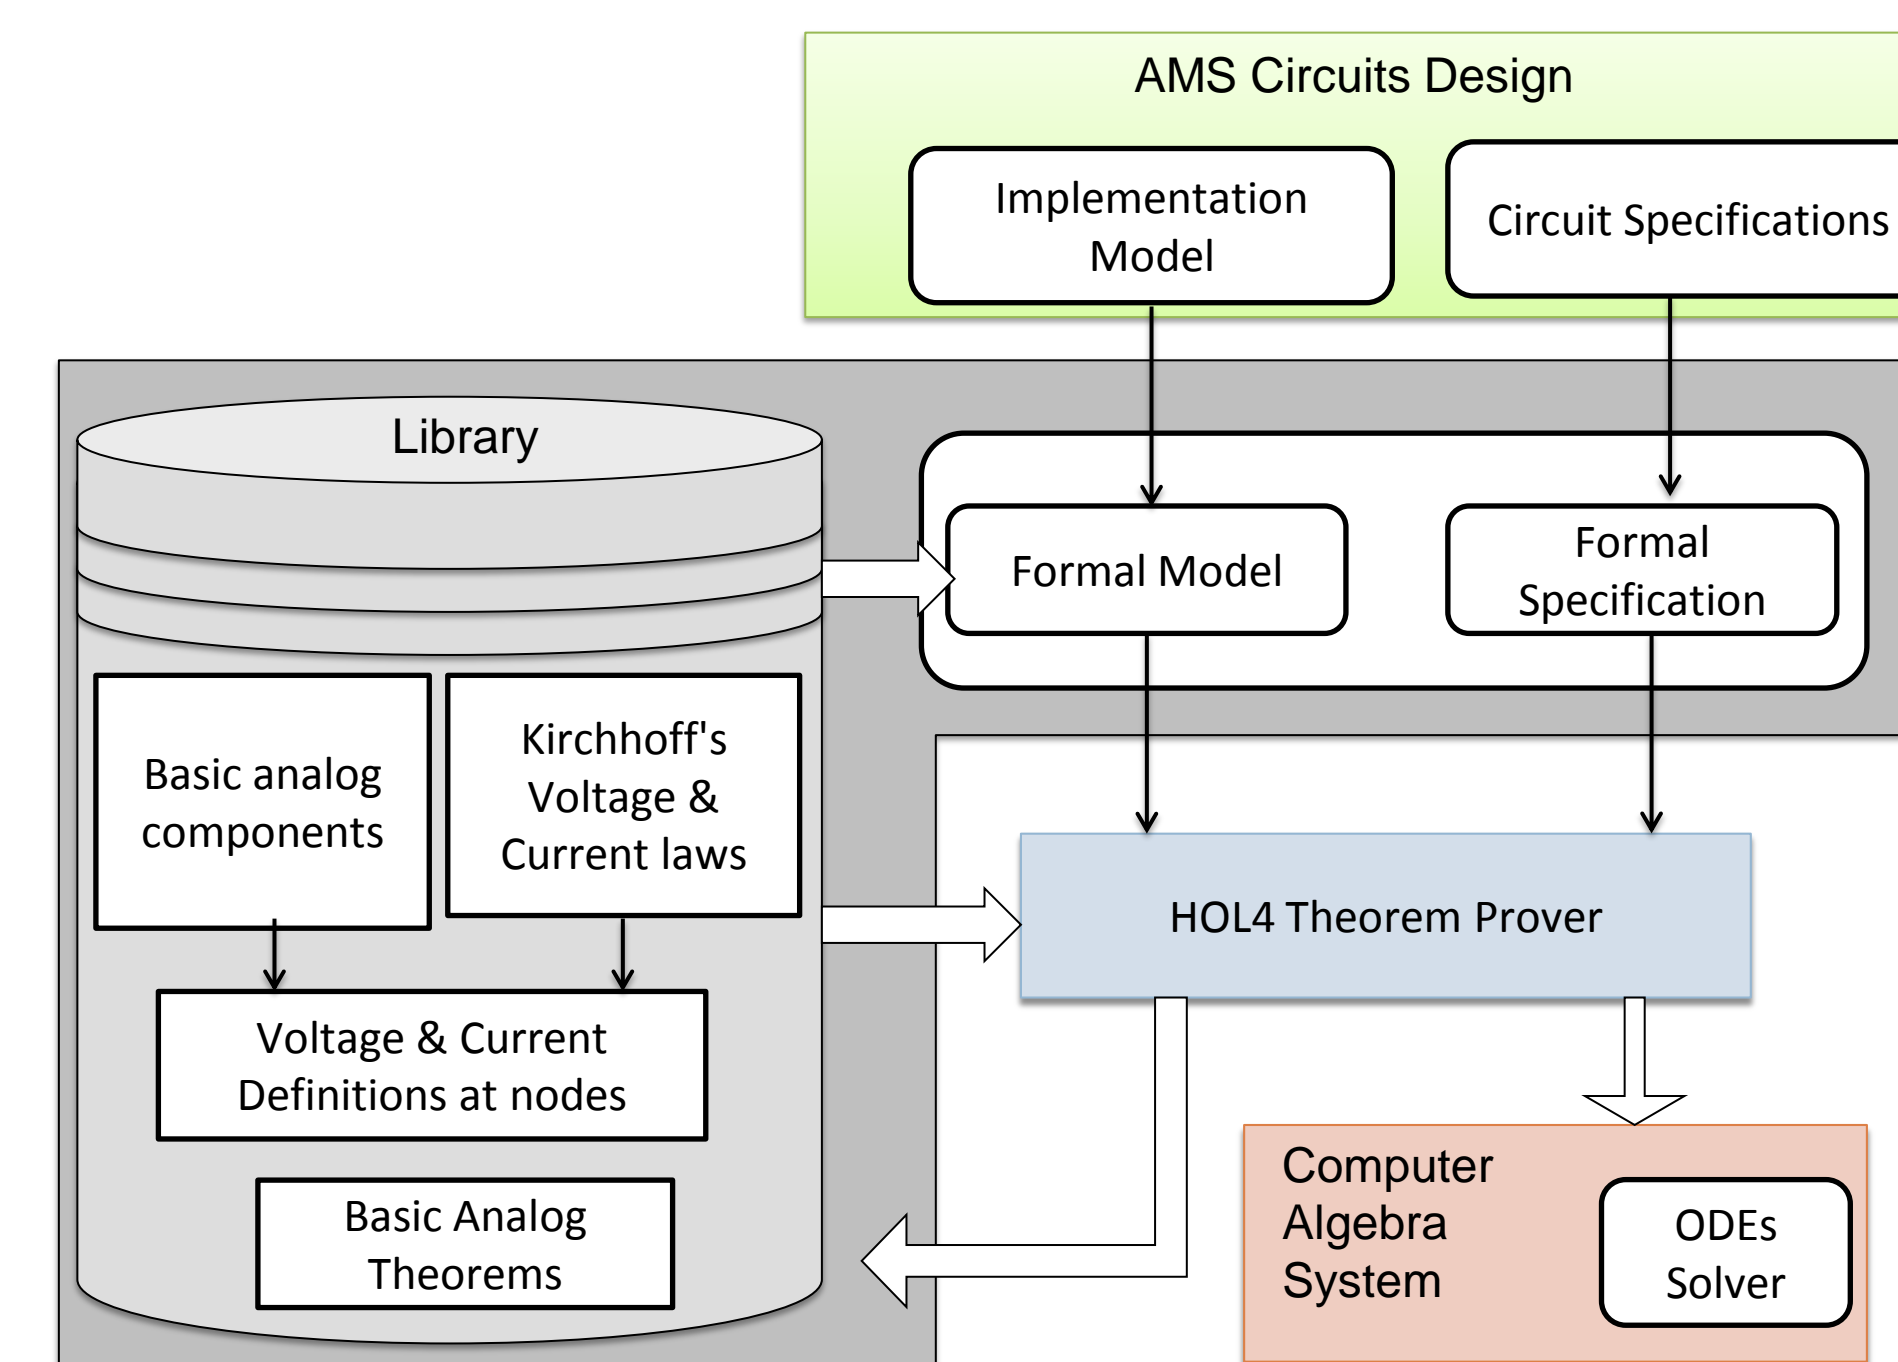 AMS Circuits Design
Implementation
Model
Circuit Specifications
Library
Formal Model
Formal
Specification
Basic analog
components
Kirchhoff's
Voltage &
Current laws
HOL4 Theorem Prover
Voltage & Current
Definitions at nodes
Basic Analog
Theorems
Computer
Algebra
System
ODEs
Solver